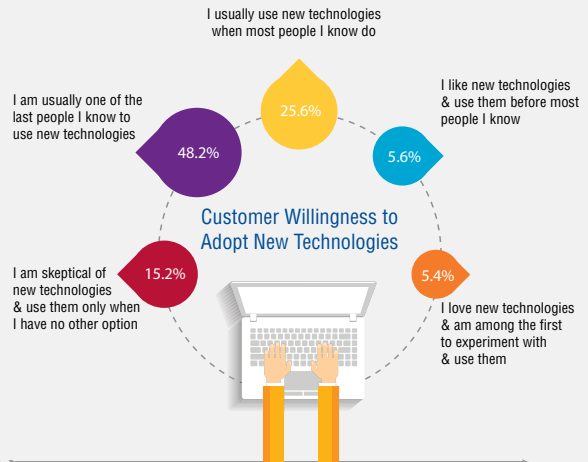 I usually use new technologies
when most people I know do
25.6%
I am usually one of the
last people I know to
use new technologies
48.2%
I like new technologies
& use them before most
people I know
5.6%
Customer Willingness to
Adopt New Technologies
I am skeptical of
new technologies
& use them only when
I have no other option
15.2%
5.4%
I love new technologies
& am among the first
to experiment with
& use them